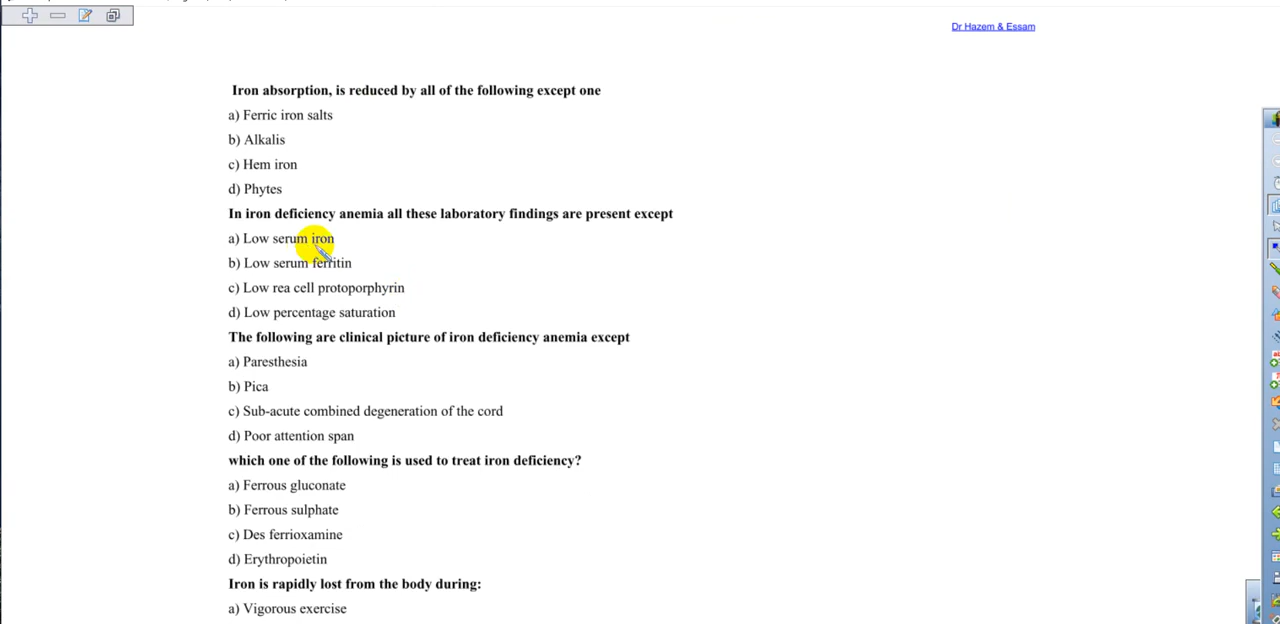 Dr Hazem & Essam
Iron absorption, is reduced by all of the following except one
a) Ferric iron salts
b) Alkalis
c) Hem iron
d) Phytes
In iron deficiency anemia all these laboratory findings are present except
a) Low serum iron
b) Low serum ferritin
c) Low rea cell protoporphyrin
d) Low percentage saturation
The following are clinical picture of iron deficiency anemia except
a) Paresthesia
b) Pica
c) Sub-acute combined degeneration of the cord
d) Poor attention span
which one of the following is used to treat iron deficiency?
a) Ferrous gluconate
b) Ferrous sulphate
c) Des ferrioxamine
d) Erythropoietin
Iron is rapidly lost from the body during:
a) Vigorous exercise